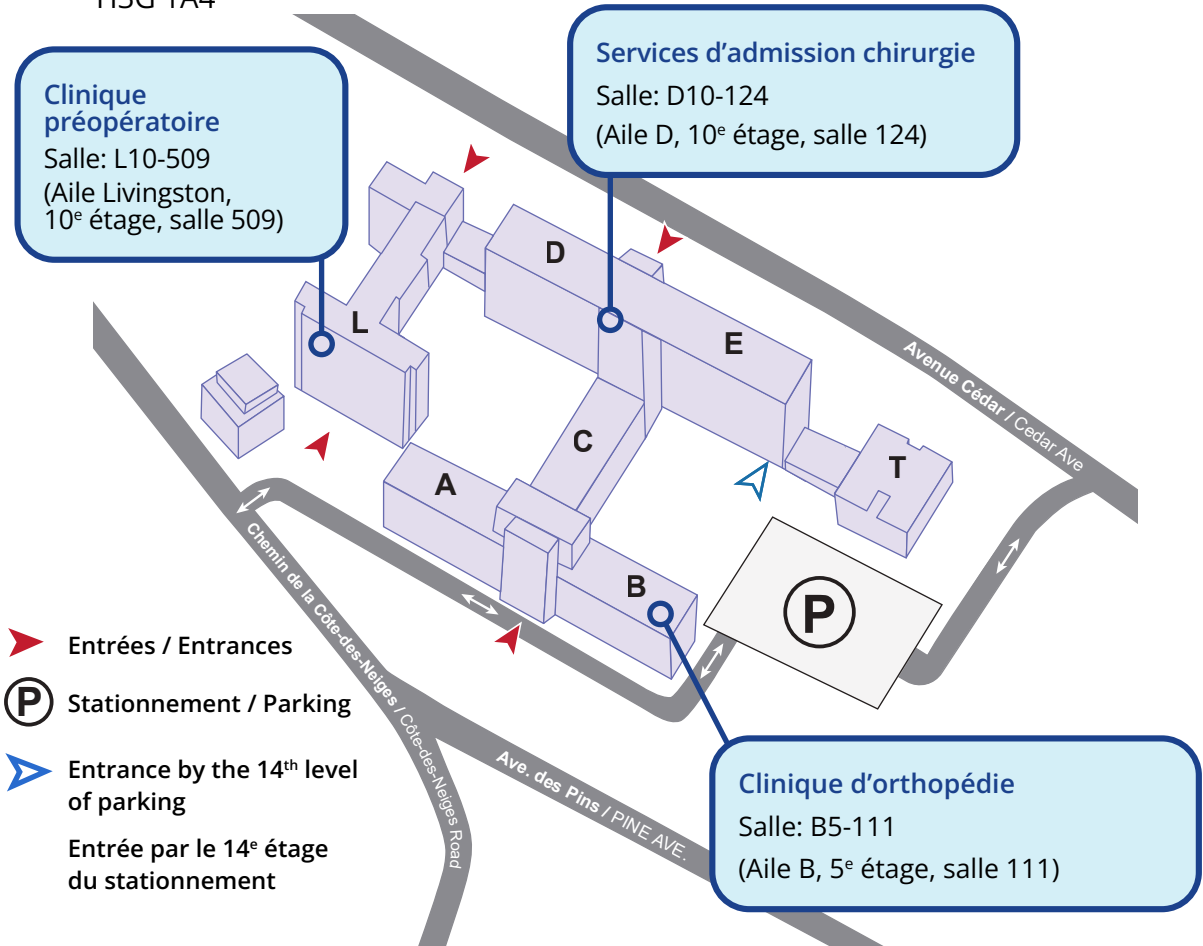 H3G 1A4
Services d’admission chirurgie
Salle: D10-124
(Aile D, 10e étage, salle 124)
Clinique
préopératoire
Salle: L10-509
(Aile Livingston,
10e étage, salle 509)
D
L
E
Avenue Cédar / Cedar Ave
C
T
A
B
P
Chemin de la Côte-des-Neiges / Côte-des-Neiges Road
Entrées / Entrances
P
Stationnement / Parking
Entrance by the 14th level
of parking
Entrée par le 14e étage
du stationnement
Ave. des Pins / PINE AVE.
Clinique d’orthopédie
Salle: B5-111
(Aile B, 5e étage, salle 111)